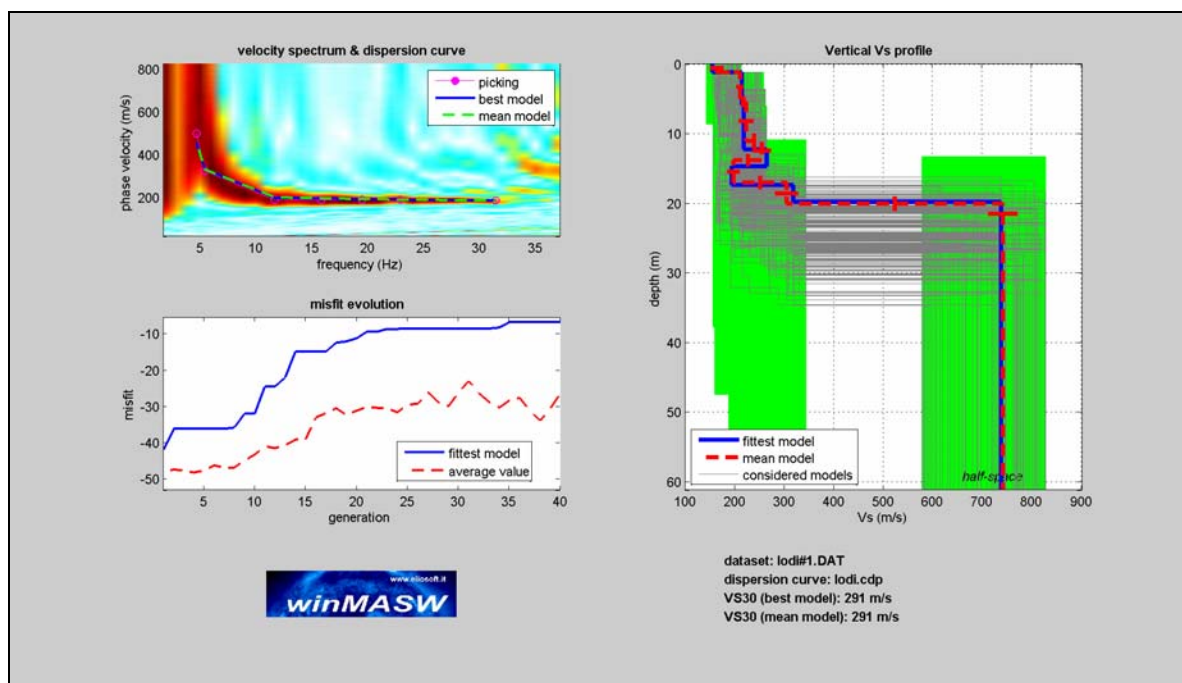 velocity spectrum & dispersion curve
800
600
400
200
phase velocity (m/s)
picking
best model
mean model
5
10
15
20
25
30
35
frequency (Hz)
misfit evolution
-10
-20
-30
-40
-50
misfit
fittest model
average value
5
10
15
20
25
30
35
40
generation
Vertical Vs profile
0
10
20
30
40
50
60
depth (m)
fittest model
mean model
considered models
half-space
100
200
300
400
500
600
700
800
900
Vs (m/s)
www.eliosoft.it
winMASW
dataset: lodi#1.DAT
dispersion curve: lodi.cdp
VS30 (best model): 291 m/s
VS30 (mean model): 291 m/s